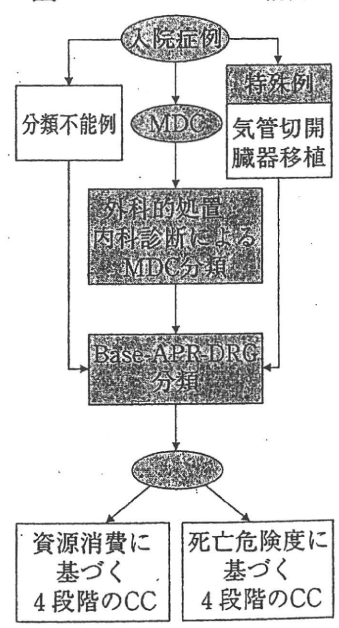 入院症例
分類不能例
MDC
特殊例
気管切開
臓器移植
外科的処置
内科診断による
MDC分類
Base-APR-DRG
分類
資源消費に
基づく
4段階のCC
死亡危険度に
基づく
4段階のCC